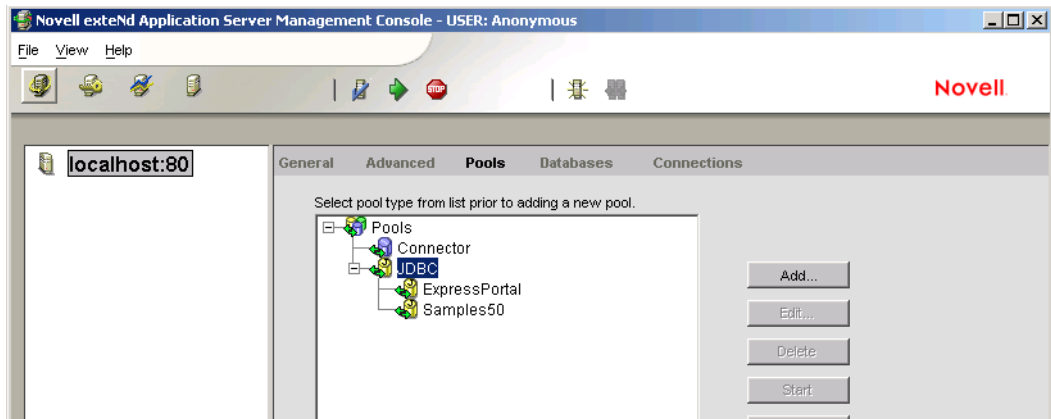 Novell exteNd Application Server Management Console - USER: Anonymous
File View Help
STOP
Novell.
localhost:80
General Advanced Pools Databases Connections
Select pool type from list prior to adding a new pool.
Pools
Connector
JDBC
ExpressPortal
Samples50
Add...
Edit...
Delete
Start